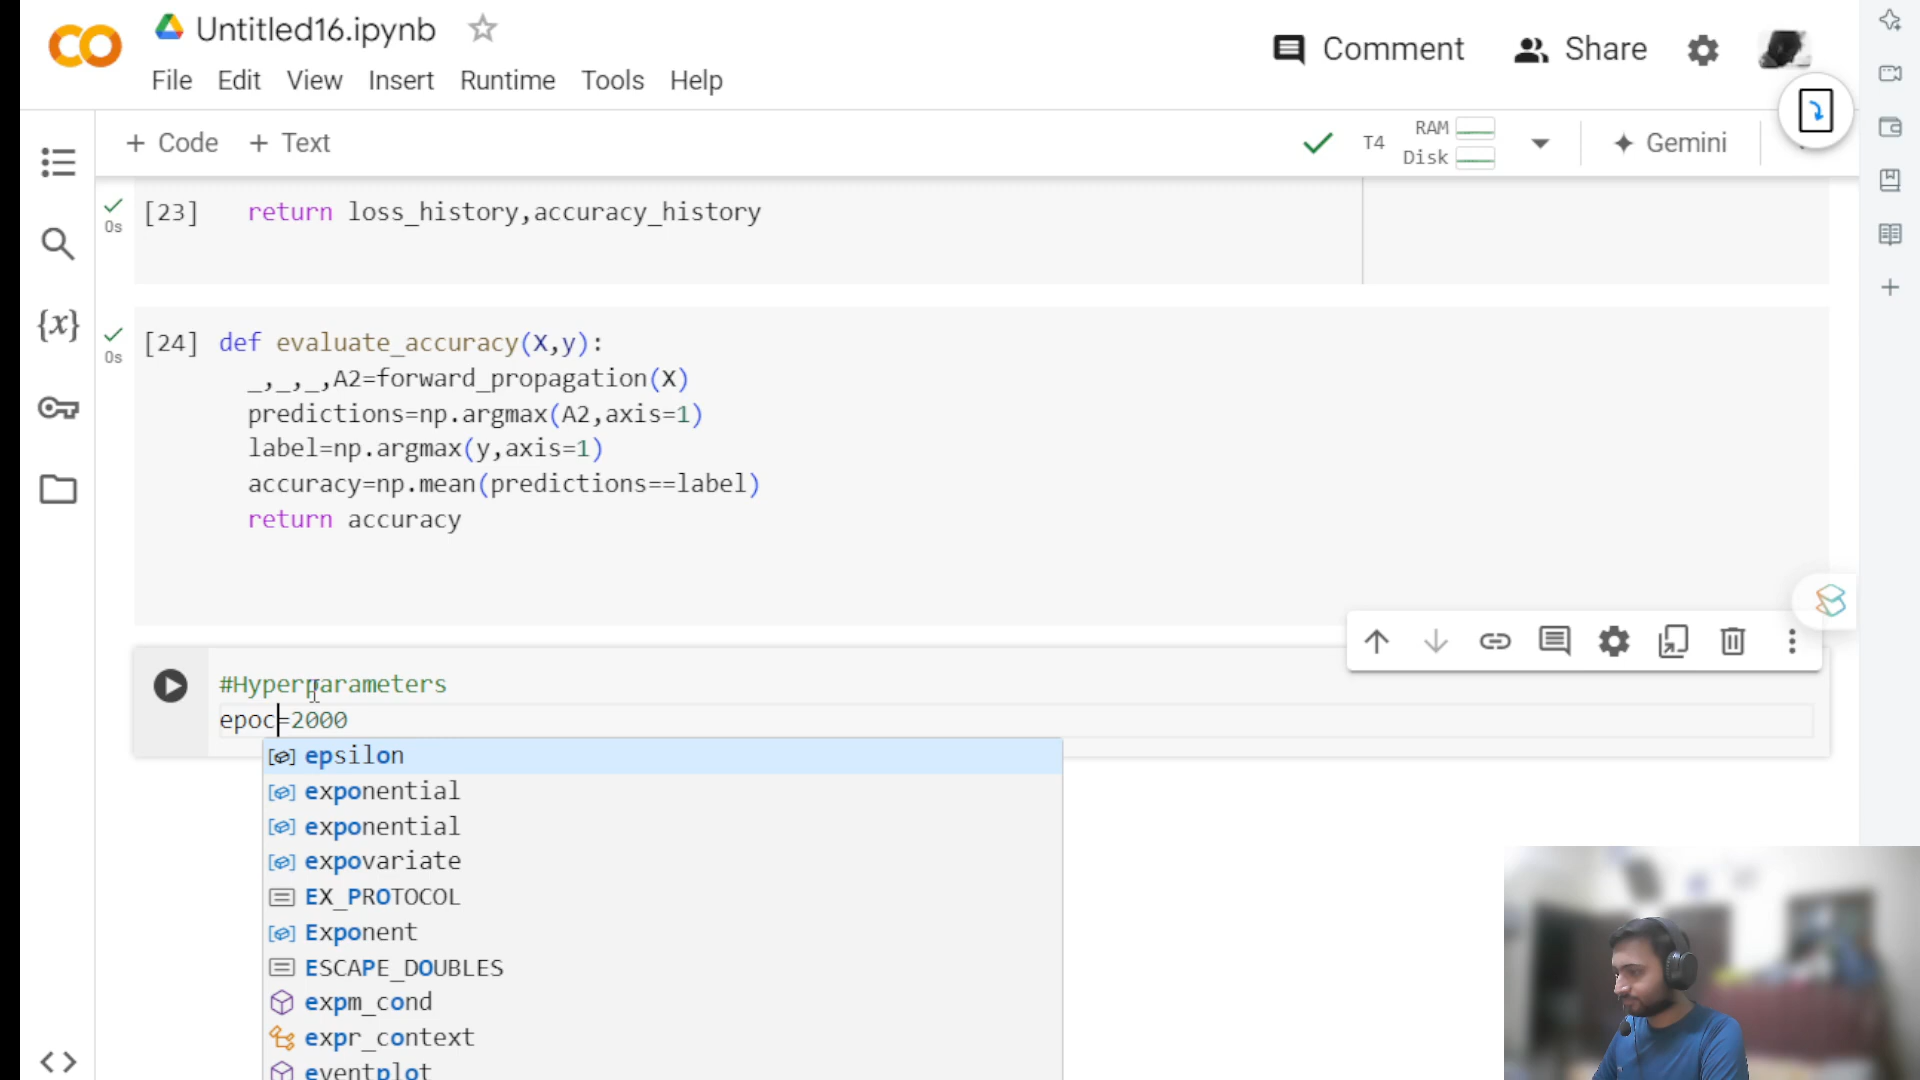 Untitled16.ipynb
Comment
Share
File Edit View Insert Runtime Tools Help
+ Code + Text
T4
RAM
Disk
Gemini
0s
[23] return loss_history,accuracy_history
0s
[24] def evaluate_accuracy(X,y):
_,_,_,A2=forward_propagation(X)
predictions=np.argmax(A2,axis=1)
label=np.argmax(y,axis=1)
accuracy=np.mean(predictions==label)
return accuracy
#Hyperparameters
epoc=2000
epsilon
exponential
exponential
expovariate
EX_PROTOCOL
Exponent
ESCAPE_DOUBLES
expm_cond
expr_context
eventplot